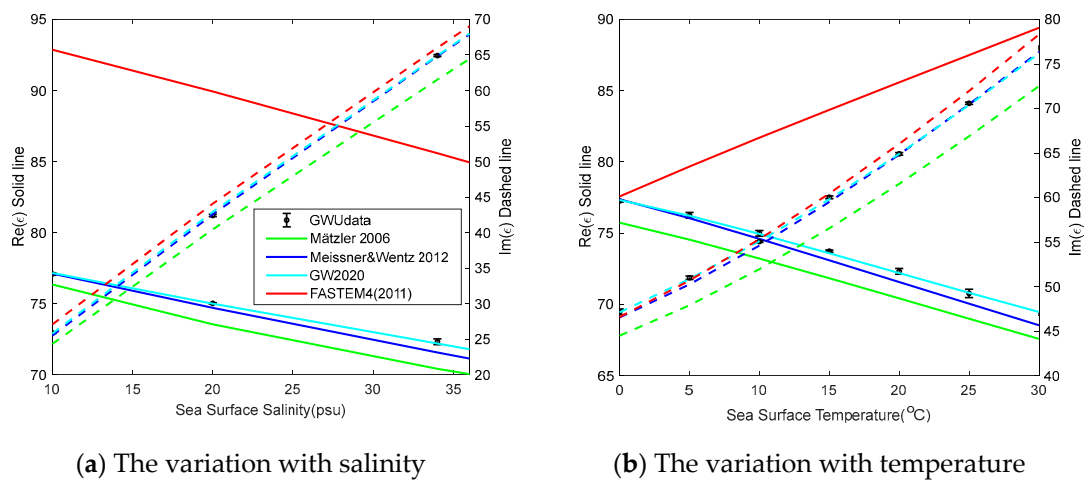 95
90
85
80
75
70
Re(ϵ) Solid line
70
65
60
55
50
45
40
35
30
25
20
Im(ϵ) Dashed line
GWUdata
Mätzler 2006
Meissner&Wentz 2012
GW2020
FASTEM4(2011)
10 15 20 25 30 35
Sea Surface Salinity(psu)
(a) The variation with salinity
90
85
80
75
70
65
Re(ϵ) Solid line
80
75
70
65
60
55
50
45
40
Im(ϵ) Dashed line
0 5 10 15 20 25 30
Sea Surface Temperature(°C)
(b) The variation with temperature